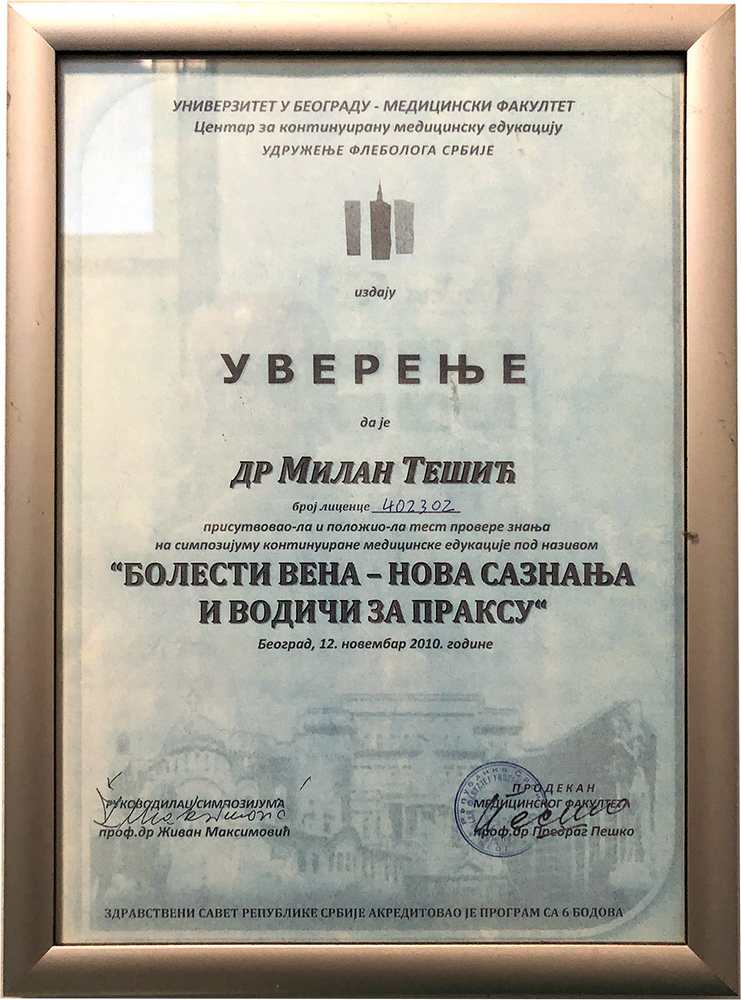 УНИВЕРЗИТЕТ У БЕОГРАДУ - МЕДИЦИНСКИ ФАКУЛТЕТ
Центар за континуирану медицинску едукацију
УДРУЖЕЊЕ ФЛЕБОЛОГА СРБИЈЕ
издају
УВЕРЕЊЕ
да је
ДР МИЛАН ТЕШИЋ
број лиценце 402302
присутвовао-ла и положио-ла тест провере знања
на симпозијуму континуиране медицинске едукације под називом
“БОЛЕСТИ ВЕНА – НОВА САЗНАЊА
И ВОДИЧИ ЗА ПРАКСУ“
Београд, 12. новембар 2010. године
РУКОВОДИЛАЦ СИМПОЗИЈУМА
проф.др Живан Максимовић
ПРОДЕКАН
МЕДИЦИНСКОГ ФАКУЛТЕТА
проф.др Предраг Пешко
ЗДРАВСТВЕНИ САВЕТ РЕПУБЛИКЕ СРБИЈЕ АКРЕДИТОВАО ЈЕ ПРОГРАМ СА 6 БОДОВА